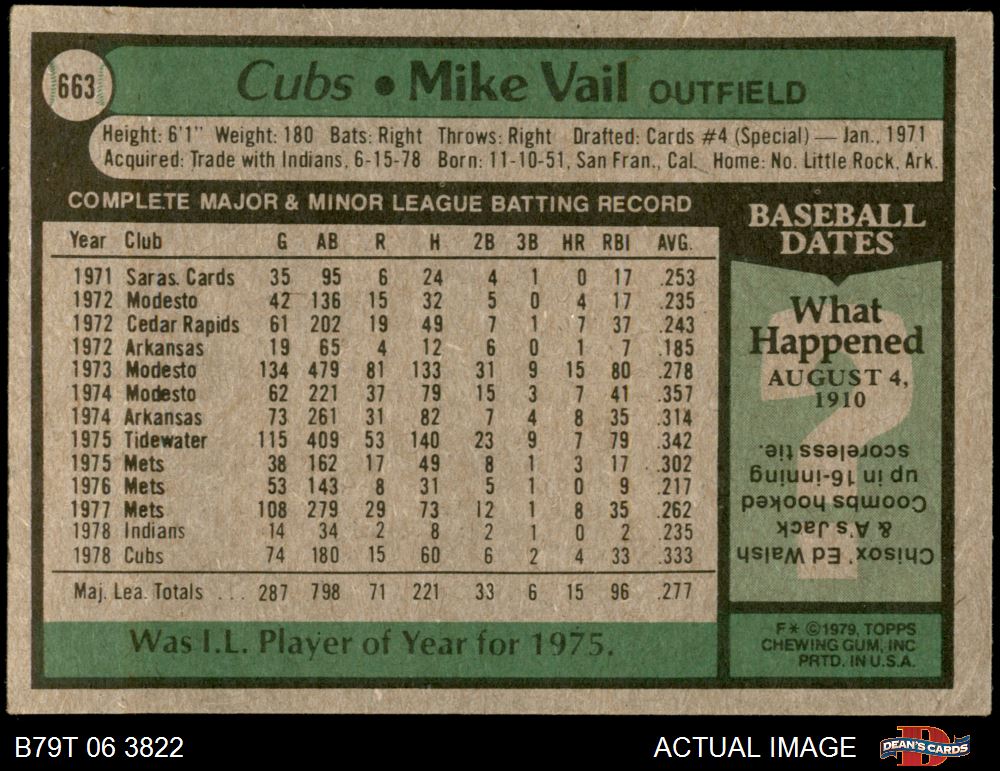 663
Cubs • Mike Vail OUTFIELD
Height: 6'1" Weight: 180 Bats: Right Throws: Right Drafted: Cards #4 (Special) — Jan., 1971
Acquired: Trade with Indians, 6-15-78 Born: 11-10-51, San Fran., Cal. Home: No. Little Rock, Ark.
COMPLETE MAJOR & MINOR LEAGUE BATTING RECORD
Year Club G AB R H 2B 3B HR RBI AVG.
1971 Saras. Cards 35 95 6 24 4 1 0 17 .253
1972 Modesto 42 136 15 32 5 0 4 17 .235
1972 Cedar Rapids 61 202 19 49 7 1 7 37 .243
1972 Arkansas 19 65 4 12 6 0 1 7 .185
1973 Modesto 134 479 81 133 31 9 15 80 .278
1974 Modesto 62 221 37 79 15 3 7 41 .357
1974 Arkansas 73 261 31 82 7 4 8 35 .314
1975 Tidewater 115 409 53 140 23 9 7 79 .342
1975 Mets 38 162 17 49 8 1 3 17 .302
1976 Mets 53 143 8 31 5 1 0 9 .217
1977 Mets 108 279 29 73 12 1 8 35 .262
1978 Indians 14 34 2 8 2 1 0 2 .235
1978 Cubs 74 180 15 60 6 2 4 33 .333
Maj. Lea. Totals ... 287 798 71 221 33 6 15 96 .277
Was I.L. Player of Year for 1975.
BASEBALL
DATES
What
Happened
AUGUST 4,
1910
Chisox' Ed Walsh
& A's Jack
Coombs hooked
up in 16-inning
scoreless tie.
F* ©1979, TOPPS
CHEWING GUM, INC
PRTD. IN U.S.A.
B79T 06 3822
ACTUAL IMAGE
D
DEAN'S CARDS